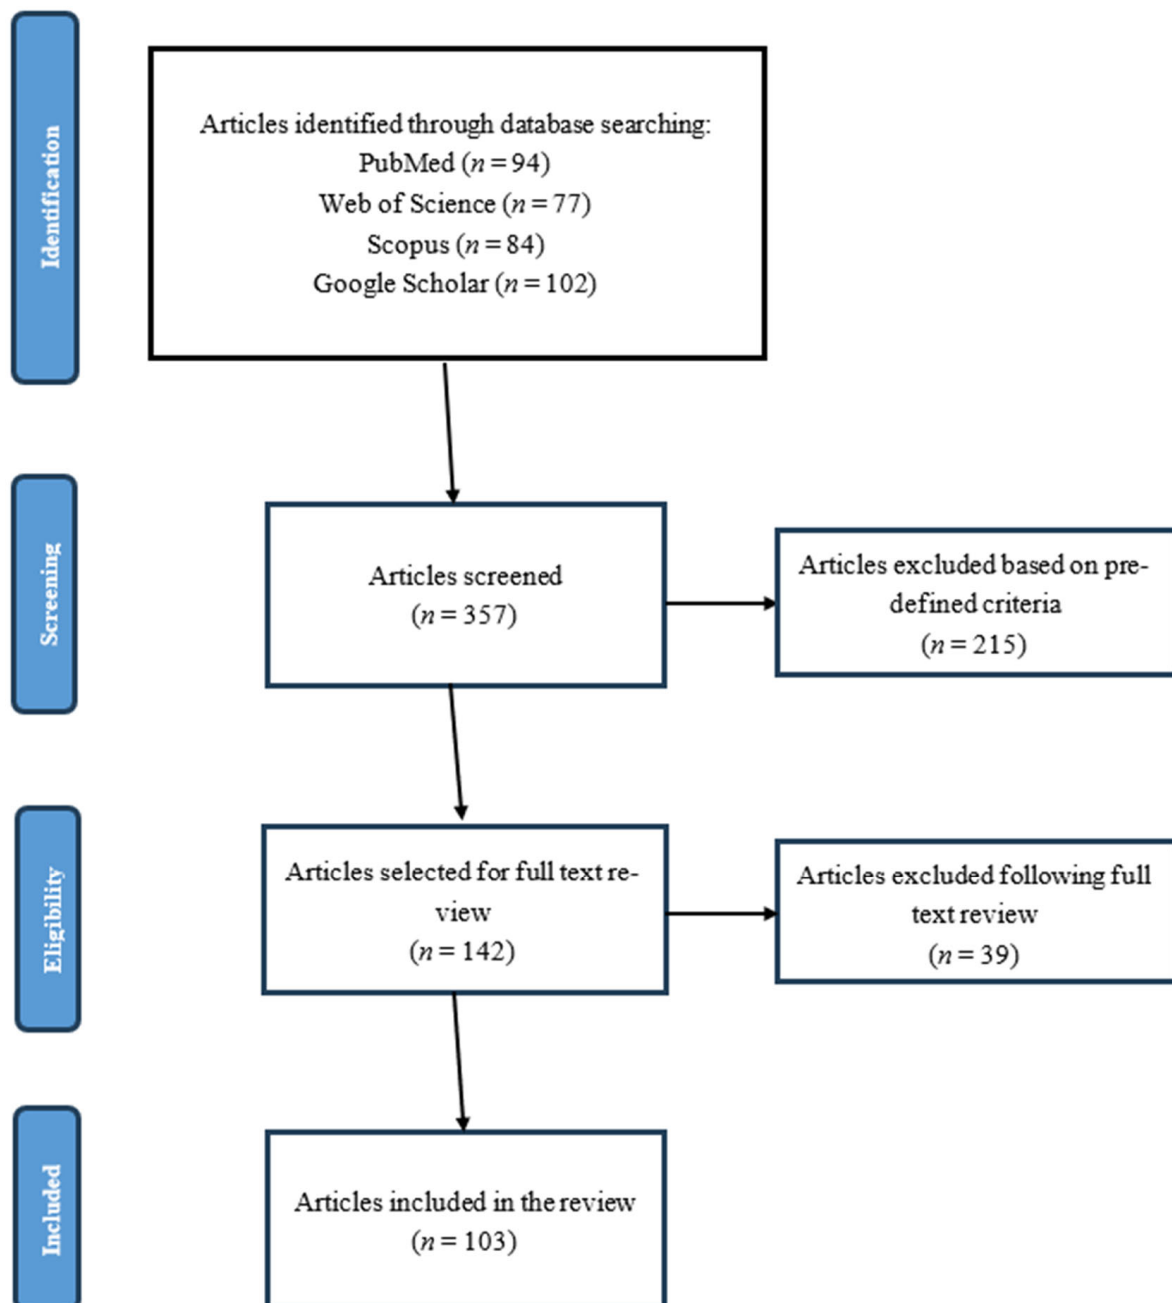 Identification
Articles identified through database searching:
PubMed (n = 94)
Web of Science (n = 77)
Scopus (n = 84)
Google Scholar (n = 102)
Screening
Articles screened
(n = 357)
Articles excluded based on pre-
defined criteria
(n = 215)
Eligibility
Articles selected for full text re-
view
(n = 142)
Articles excluded following full
text review
(n = 39)
Included
Articles included in the review
(n = 103)